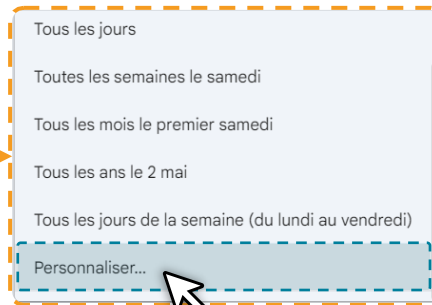 Tous les jours
Toutes les semaines le samedi
Tous les mois le premier samedi
Tous les ans le 2 mai
Tous les jours de la semaine (du lundi au vendredi)
Personnaliser...